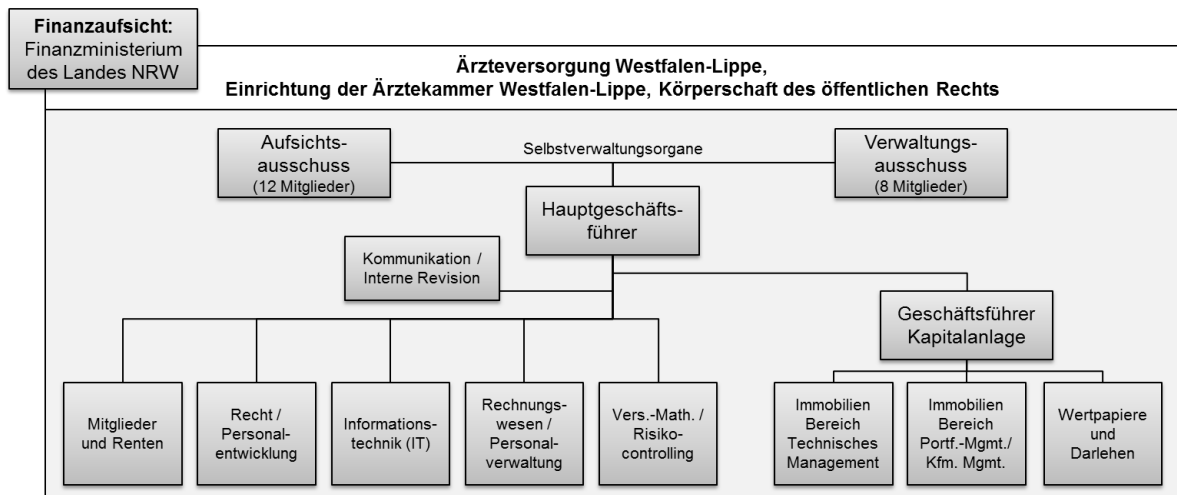 Finanzaufsicht:
Finanzministerium
des Landes NRW
Ärzteversorgung Westfalen-Lippe,
Einrichtung der Ärztekammer Westfalen-Lippe, Körperschaft des öffentlichen Rechts
Aufsichts-
ausschuss
(12 Mitglieder)
Selbstverwaltungsorgane
Verwaltungs-
ausschuss
(8 Mitglieder)
Hauptgeschäfts-
führer
Kommunikation /
Interne Revision
Geschäftsführer
Kapitalanlage
Mitglieder
und Renten
Recht /
Personal-
entwicklung
Informations-
technik (IT)
Rechnungs-
wesen /
Personal-
verwaltung
Vers.-Math. /
Risiko-
controlling
Immobilien
Bereich
Technisches
Management
Immobilien
Bereich
Portf.-Mgmt./
Kfm. Mgmt.
Wertpapiere
und
Darlehen